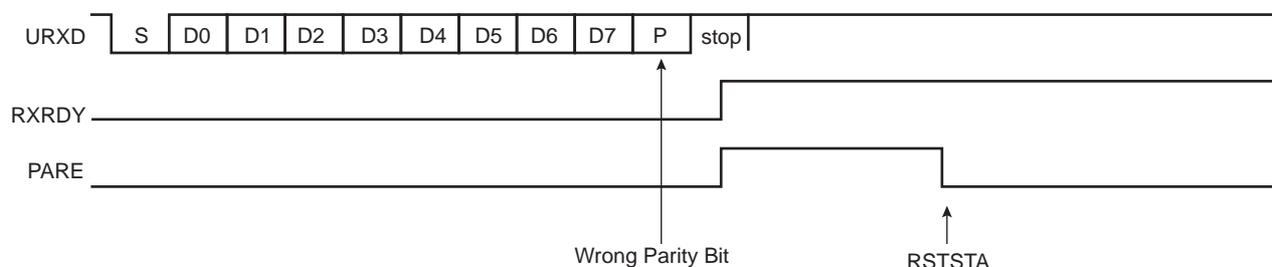 URXD S D0 D1 D2 D3 D4 D5 D6 D7 P stop
RXRDY
PARE
Wrong Parity Bit RSTSTA